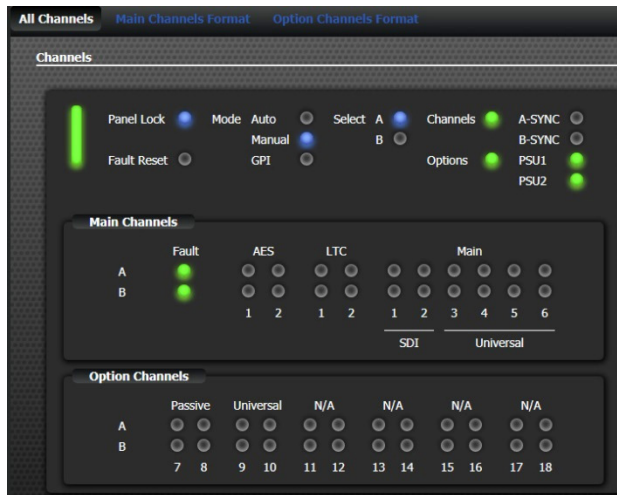 All Channels Main Channels Format Option Channels Format
Channels
Panel Lock Mode Auto Select A Channels A-SYNC
Manual B B-SYNC
Fault Reset GPI Options PSU1
PSU2
Main Channels
Fault AES LTC Main
A
B
1 2 1 2 1 2 3 4 5 6
SDI Universal
Option Channels
Passive Universal N/A N/A N/A N/A
A
B
7 8 9 10 11 12 13 14 15 16 17 18